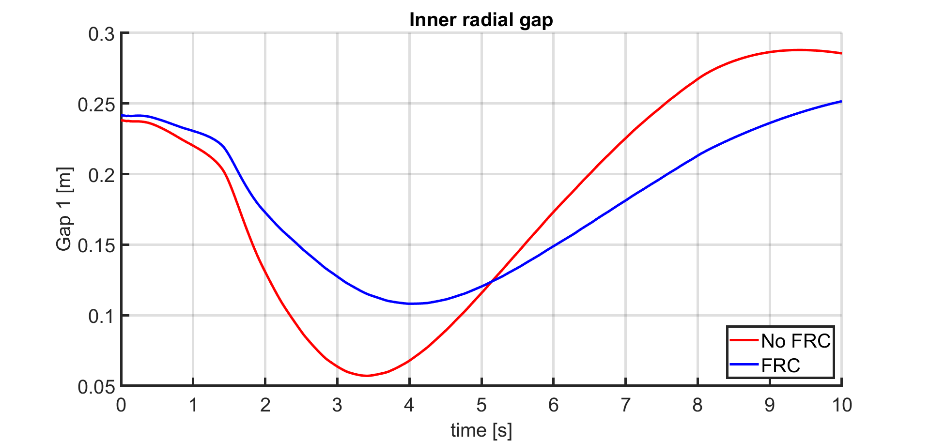 Inner radial gap
Gap 1 [m]
0.3
0.25
0.2
0.15
0.1
0.05
0 1 2 3 4 5 6 7 8 9 10
time [s]
No FRC
FRC